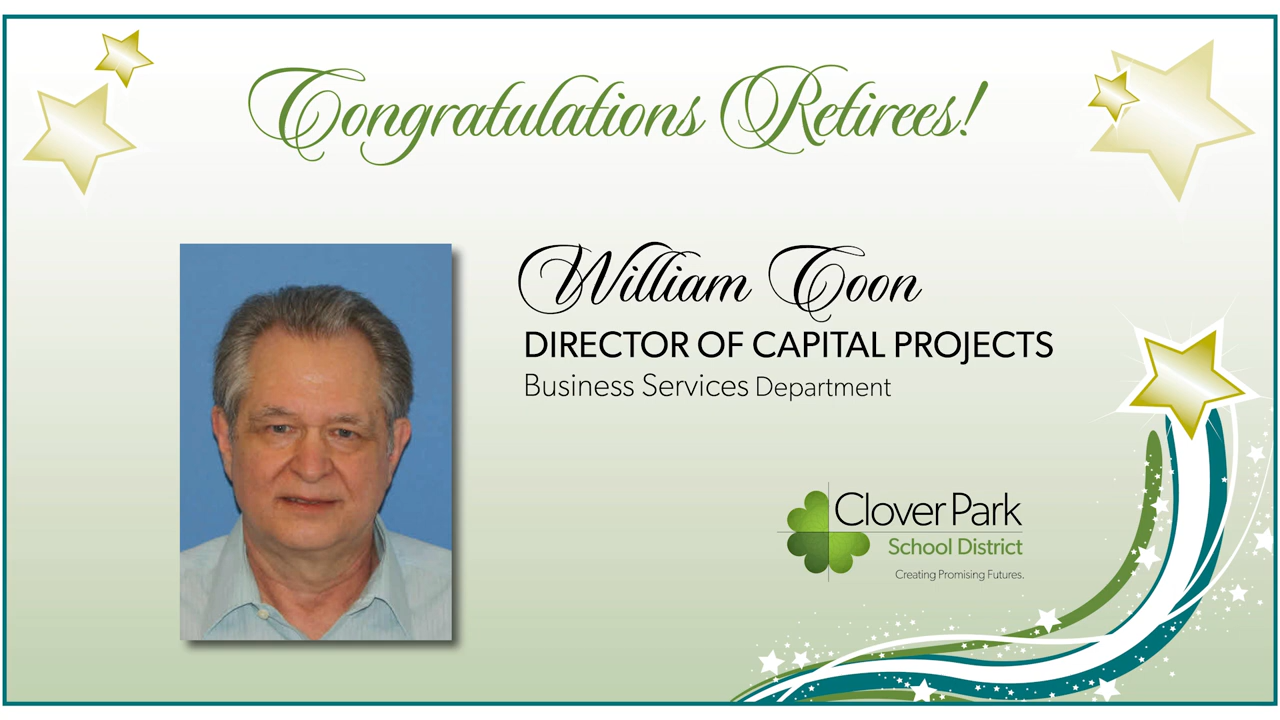 Congratulations Retirees!
William Coon
DIRECTOR OF CAPITAL PROJECTS
Business Services Department
Clover Park
School District
Creating Promising Futures.